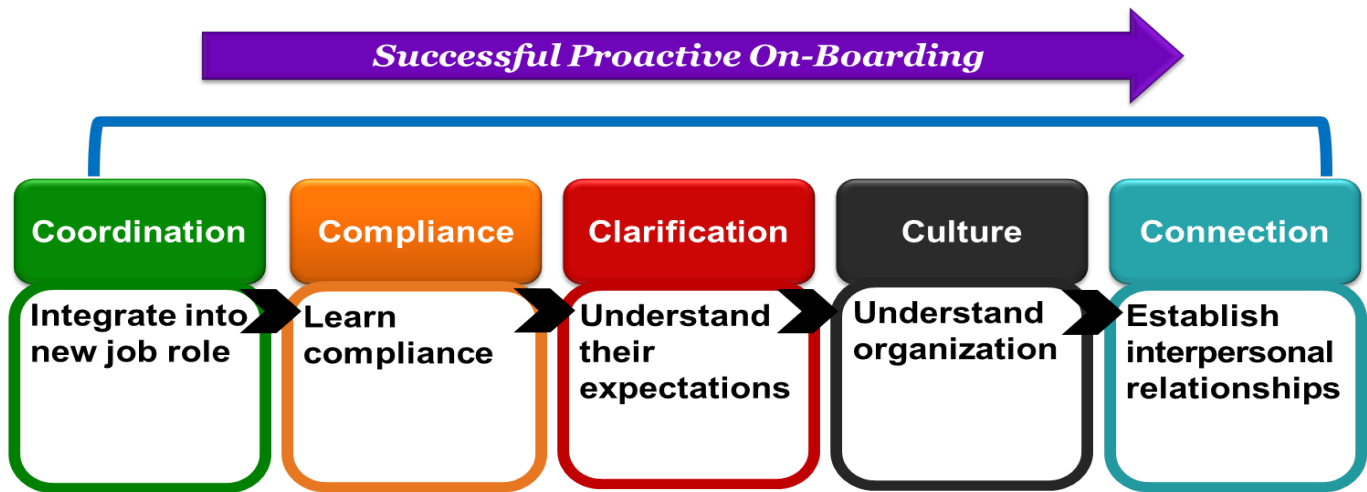 Successful Proactive On-Boarding
Coordination
Integrate into
new job role
Compliance
Learn
compliance
Clarification
Understand
their
expectations
Culture
Understand
organization
Connection
Establish
interpersonal
relationships